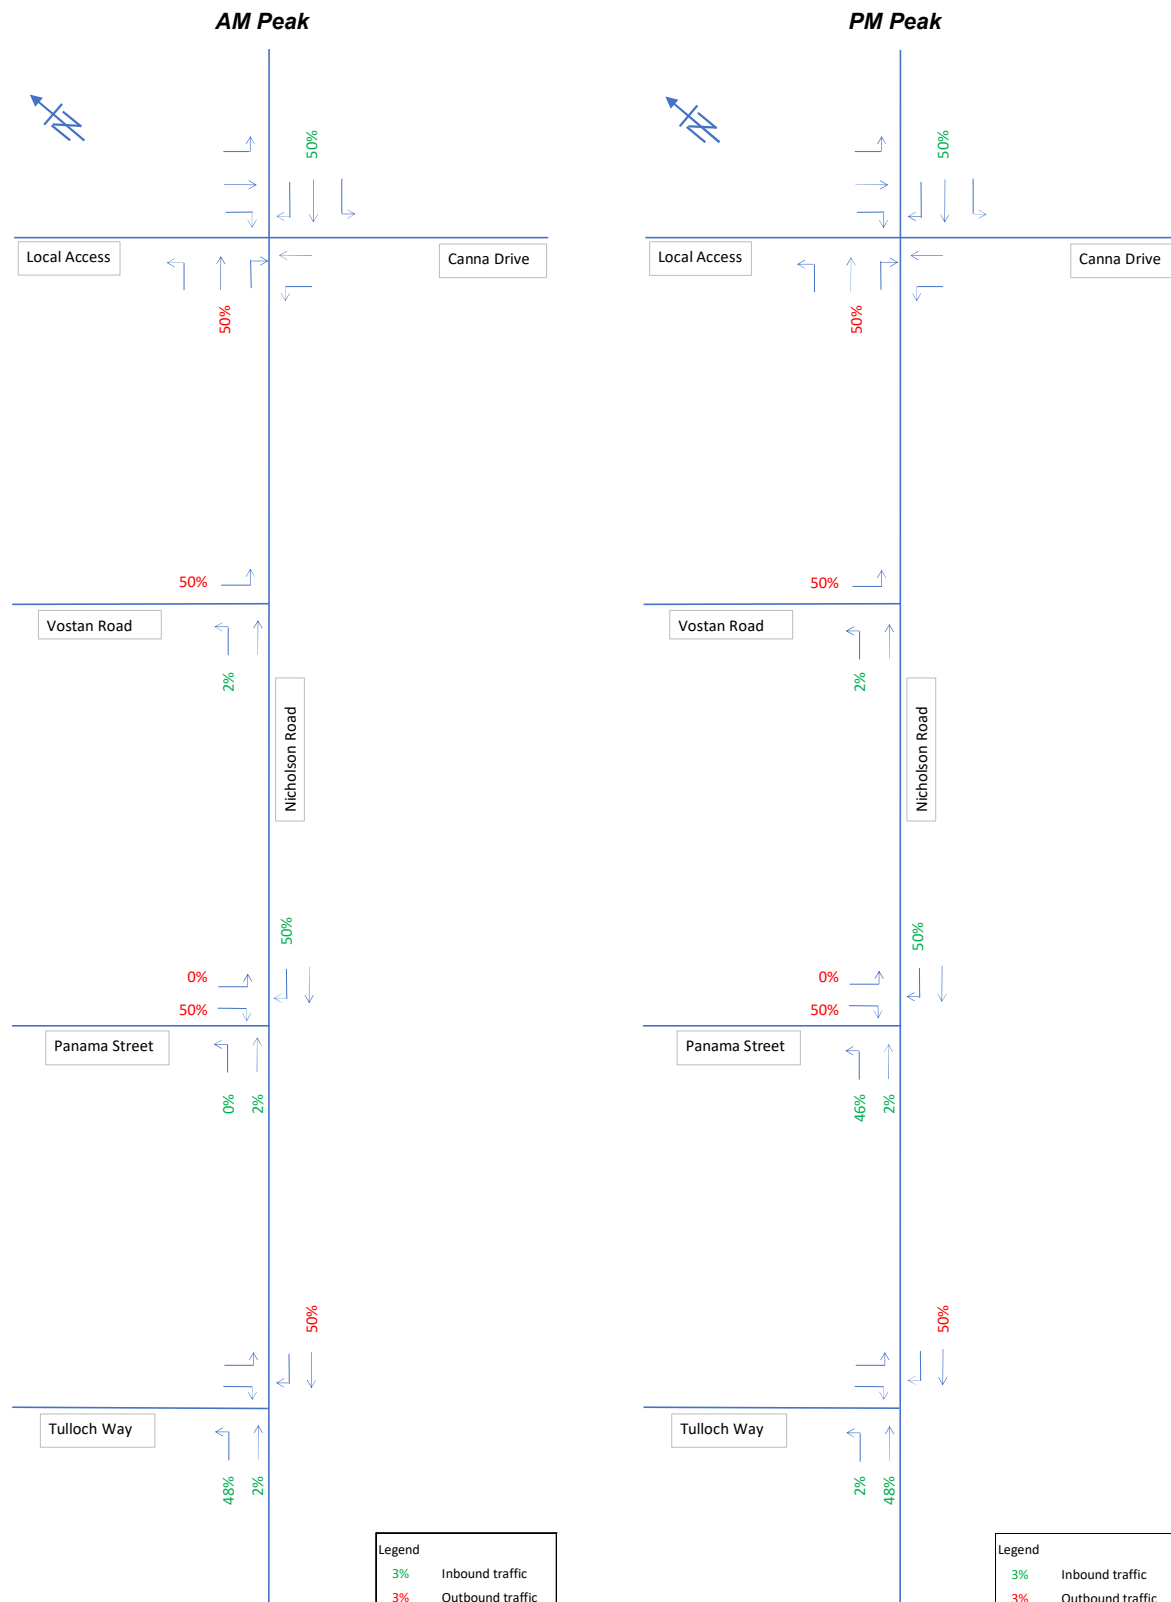 AM Peak
PM Peak
N
N
50%
50%
Local Access
Canna Drive
Local Access
Canna Drive
50%
50%
50%
50%
Vostan Road
Vostan Road
2%
2%
Nicholson Road
Nicholson Road
50%
50%
0%
0%
50%
50%
Panama Street
Panama Street
0%
2%
46%
2%
50%
50%
Tulloch Way
Tulloch Way
48%
2%
2%
48%
Legend
3% Inbound traffic
3% Outbound traffic
Legend
3% Inbound traffic
3% Outbound traffic